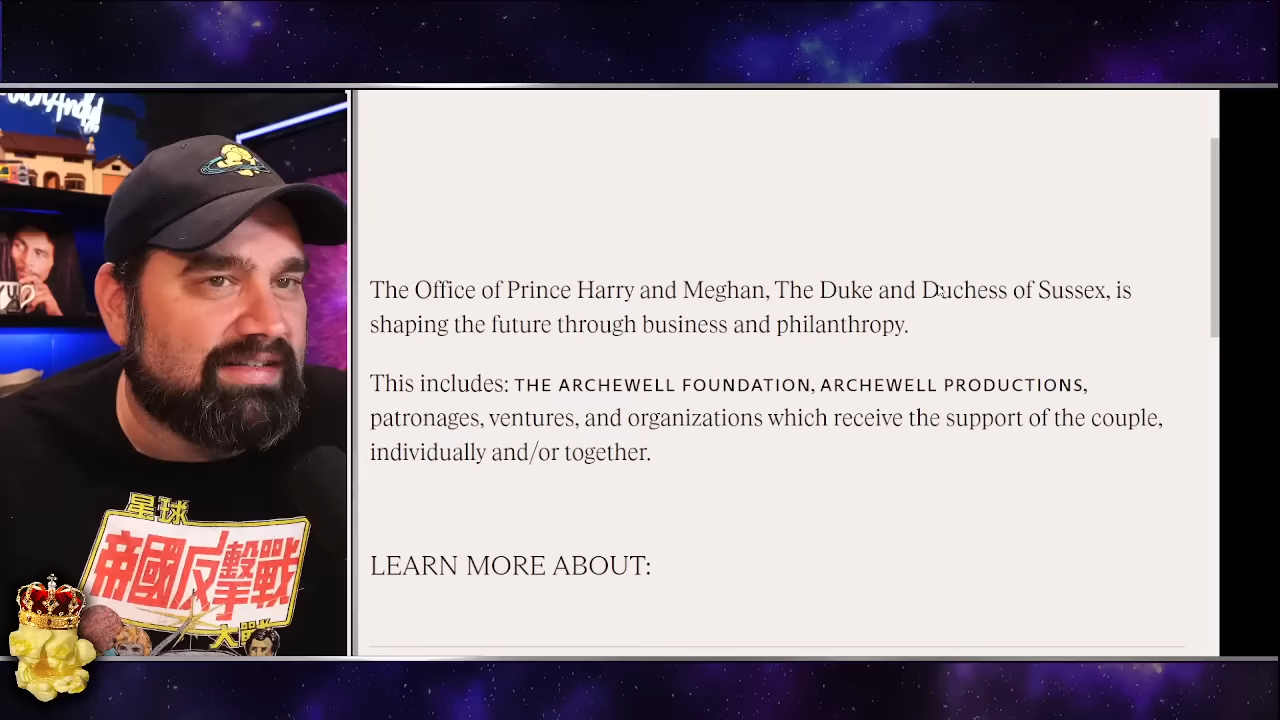 The Office of Prince Harry and Meghan, The Duke and Duchess of Sussex, is
shaping the future through business and philanthropy.
This includes: THE ARCHEWELL FOUNDATION, ARCHEWELL PRODUCTIONS,
patronages, ventures, and organizations which receive the support of the couple,
individually and/or together.
LEARN MORE ABOUT:
星球
帝國反擊戰
大戰